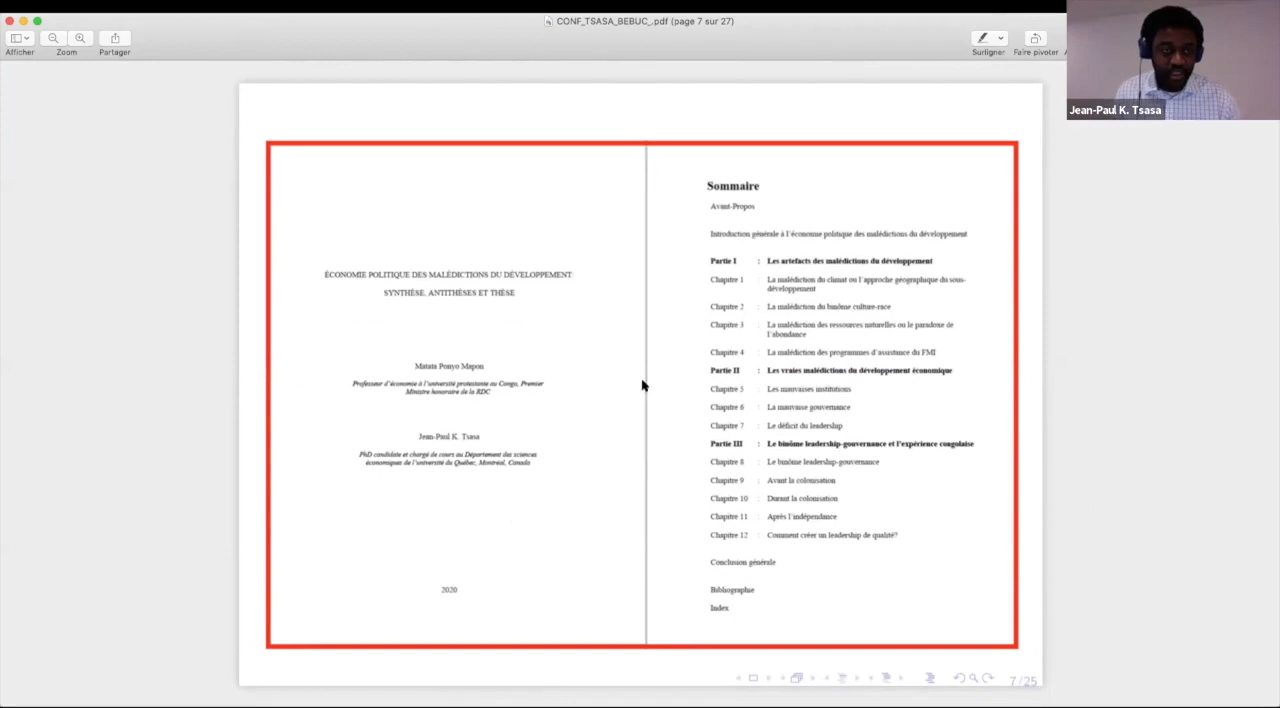 CONF_TSASA_BEBUC_.pdf (page 7 sur 27)
Afficher
Zoom
Partager
Surligner
Faire pivoter
Jean-Paul K. Tsasa
ÉCONOMIE POLITIQUE DES MALÉDICTIONS DU DÉVELOPPEMENT
SYNTHÈSE, ANTITHÈSES ET THÈSE
Matata Ponyo Mapon
Professeur d'économie à l'université protestante au Congo, Premier
Ministre honoraire de la RDC
Jean-Paul K. Tsasa
PhD candidate et chargé de cours au Département des sciences
économiques de l'université du Québec, Montréal, Canada
2020
Sommaire
Avant-Propos
Introduction générale à l'économie politique des malédictions du développement
Partie I : Les artefacts des malédictions du développement
Chapitre 1 : La malédiction du climat ou l'approche géographique du sous-
développement
Chapitre 2 : La malédiction du binôme culture-race
Chapitre 3 : La malédiction des ressources naturelles ou le paradoxe de
l'abondance
Chapitre 4 : La malédiction des programmes d'assistance du FMI
Partie II : Les vraies malédictions du développement économique
Chapitre 5 : Les mauvaises institutions
Chapitre 6 : La mauvaise gouvernance
Chapitre 7 : Le déficit du leadership
Partie III : Le binôme leadership-gouvernance et l'expérience congolaise
Chapitre 8 : Le binôme leadership-gouvernance
Chapitre 9 : Avant la colonisation
Chapitre 10 : Durant la colonisation
Chapitre 11 : Après l'indépendance
Chapitre 12 : Comment créer un leadership de qualité?
Conclusion générale
Bibliographie
Index
7/25